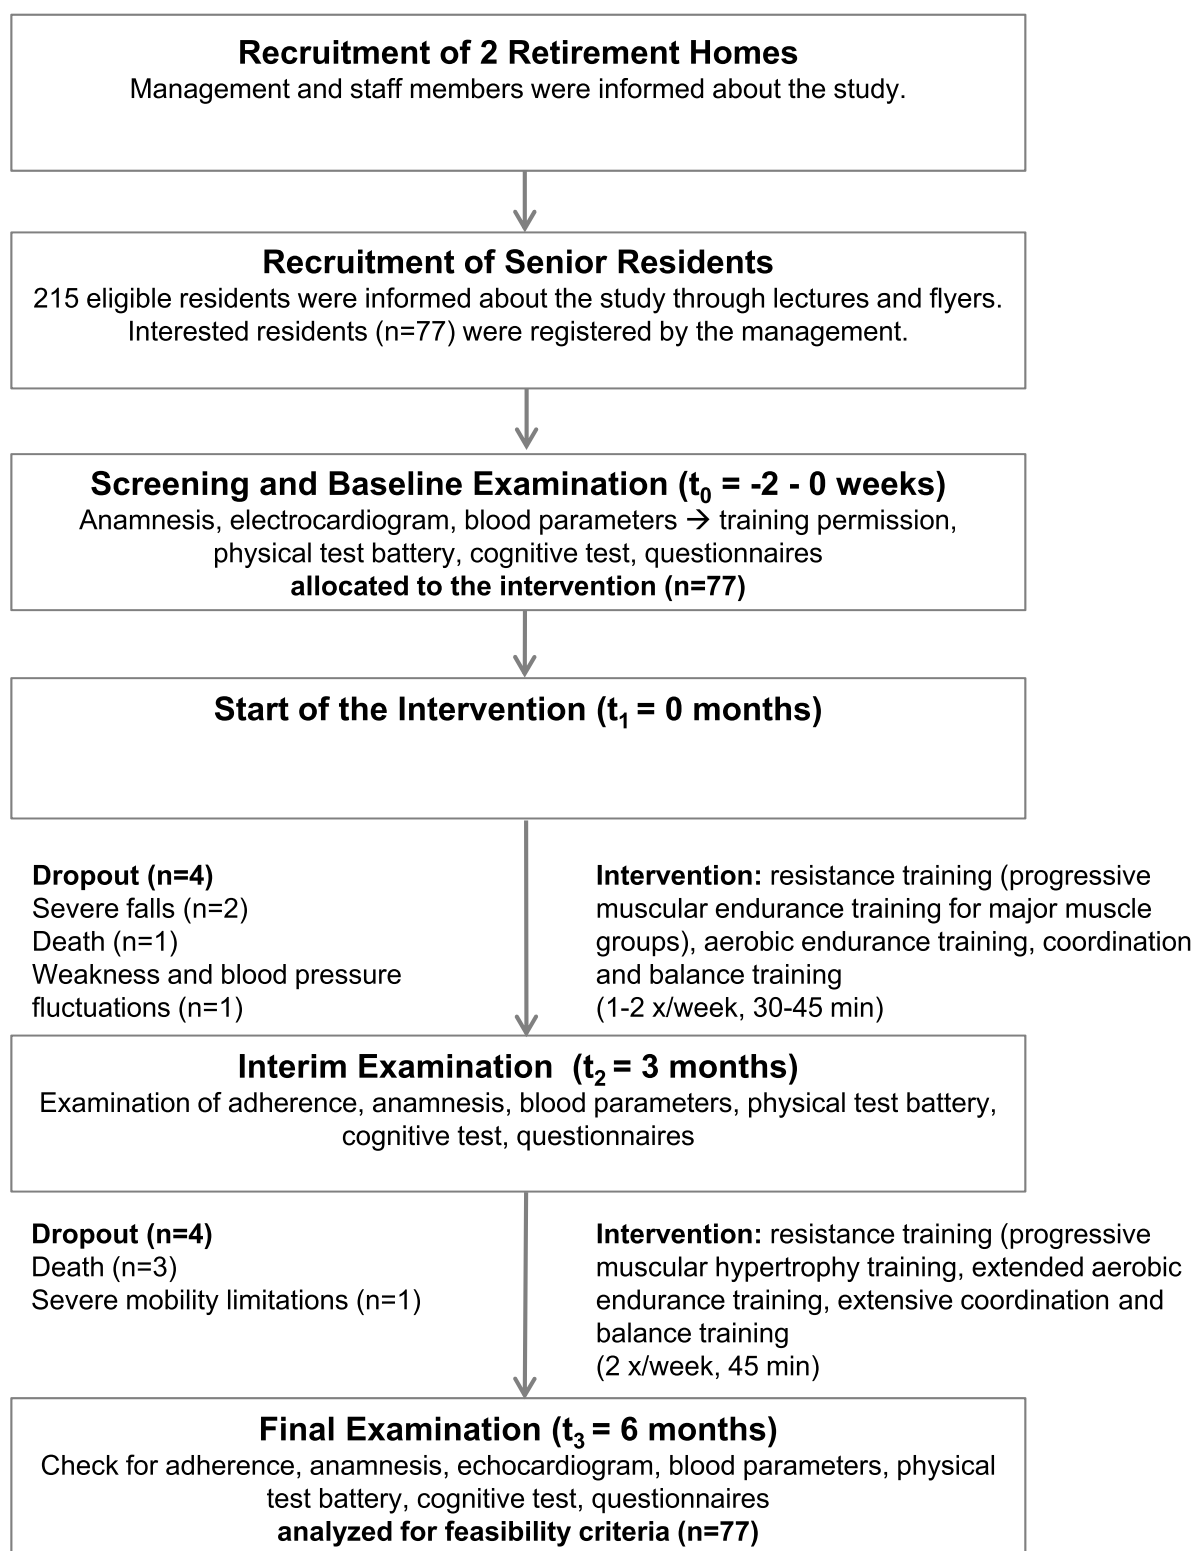 Recruitment of 2 Retirement Homes
Management and staff members were informed about the study.
Recruitment of Senior Residents
215 eligible residents were informed about the study through lectures and flyers.
Interested residents (n=77) were registered by the management.
Screening and Baseline Examination (t0 = -2 - 0 weeks)
Anamnesis, electrocardiogram, blood parameters → training permission,
physical test battery, cognitive test, questionnaires
allocated to the intervention (n=77)
Start of the Intervention (t1 = 0 months)
Dropout (n=4)
Severe falls (n=2)
Death (n=1)
Weakness and blood pressure
fluctuations (n=1)
Intervention: resistance training (progressive
muscular endurance training for major muscle
groups), aerobic endurance training, coordination
and balance training
(1-2 x/week, 30-45 min)
Interim Examination (t2 = 3 months)
Examination of adherence, anamnesis, blood parameters, physical test battery,
cognitive test, questionnaires
Dropout (n=4)
Death (n=3)
Severe mobility limitations (n=1)
Intervention: resistance training (progressive
muscular hypertrophy training, extended aerobic
endurance training, extensive coordination and
balance training
(2 x/week, 45 min)
Final Examination (t3 = 6 months)
Check for adherence, anamnesis, echocardiogram, blood parameters, physical
test battery, cognitive test, questionnaires
analyzed for feasibility criteria (n=77)